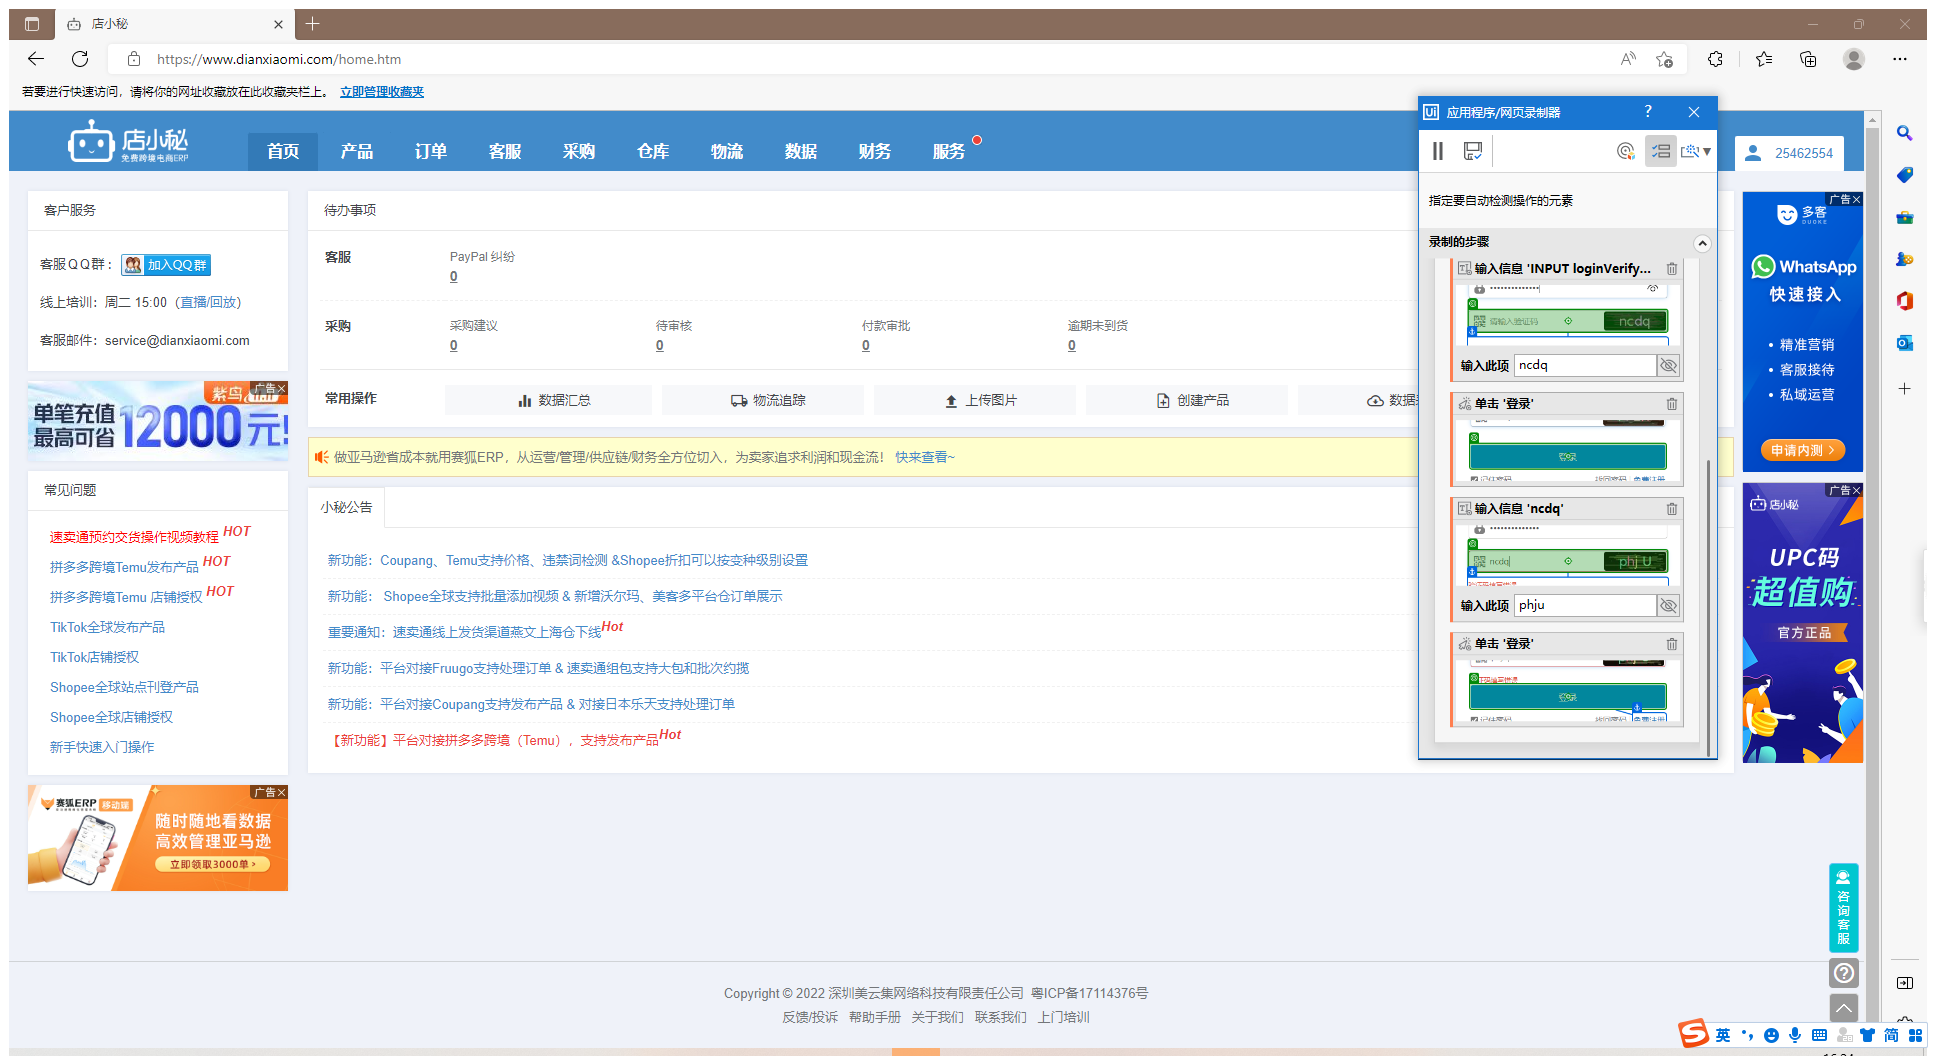 店小秘
https://www.dianxiaomi.com/home.htm
若要进行快速访问，请将你的网址收藏放在此收藏夹栏上。 立即管理收藏夹
店小秘
免费跨境电商ERP
首页 产品 订单 客服 采购 仓库 物流 数据 财务 服务
25462554
客户服务
客服QQ群： 加入QQ群
线上培训：周二 15:00（直播/回放）
客服邮件：service@dianxiaomi.com
紫鸟
广告
单笔充值
最高可省 12000元!
常见问题
速卖通预约交货操作视频教程 HOT
拼多多跨境Temu发布产品 HOT
拼多多跨境Temu 店铺授权 HOT
TikTok全球发布产品
TikTok店铺授权
Shopee全球站点刊登产品
Shopee全球店铺授权
新手快速入门操作
广告
赛狐ERP 移动端
随时随地看数据
高效管理亚马逊
立即领取3000单 ›
待办事项
客服
PayPal 纠纷
0
采购
采购建议 待审核 付款审批 逾期未到货
0 0 0 0
常用操作 数据汇总 物流追踪 上传图片 创建产品
做亚马逊省成本就用赛狐ERP，从运营/管理/供应链/财务全方位切入，为卖家追求利润和现金流！ 快来查看~
小秘公告
新功能：Coupang、Temu支持价格、违禁词检测 &Shopee折扣可以按变种级别设置
新功能： Shopee全球支持批量添加视频 & 新增沃尔玛、美客多平台仓订单展示
重要通知：速卖通线上发货渠道燕文上海仓下线 Hot
新功能：平台对接Fruugo支持处理订单 & 速卖通组包支持大包和批次约揽
新功能：平台对接Coupang支持发布产品 & 对接日本乐天支持处理订单
【新功能】平台对接拼多多跨境（Temu），支持发布产品 Hot
Ui 应用程序/网页录制器 ?
指定要自动检测操作的元素
录制的步骤
输入信息 'INPUT loginVerify...
请输入验证码 ncdq
输入此项 ncdq
单击 '登录'
登录
输入信息 'ncdq'
ncdq phj U
输入此项 phju
单击 '登录'
登录
广告
多客
DUOKE
WhatsApp
快速接入
• 精准营销
• 客服接待
• 私域运营
申请内测 ›
广告
店小秘
UPC码
超值购
官方正品
咨询客服
Copyright © 2022 深圳美云集网络科技有限责任公司 粤ICP备17114376号
反馈/投诉 帮助手册 关于我们 联系我们 上门培训
英 简